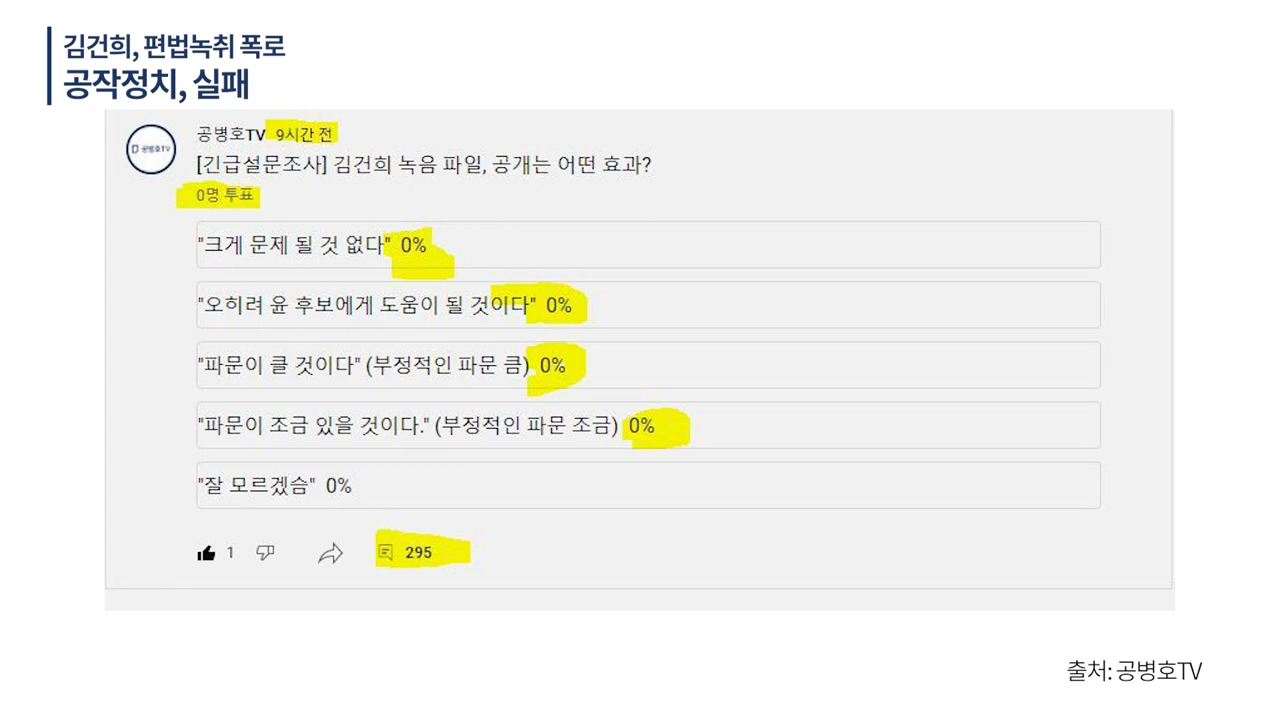 김건희, 편법녹취 폭로
공작정치, 실패
공병호TV 9시간 전
공병호TV
[긴급설문조사] 김건희 녹음 파일, 공개는 어떤 효과?
0명 투표
"크게 문제 될 것 없다" 0%
"오히려 윤 후보에게 도움이 될 것이다" 0%
"파문이 클 것이다" (부정적인 파문 큼) 0%
"파문이 조금 있을 것이다." (부정적인 파문 조금) 0%
"잘 모르겠슴" 0%
1 295
출처: 공병호TV